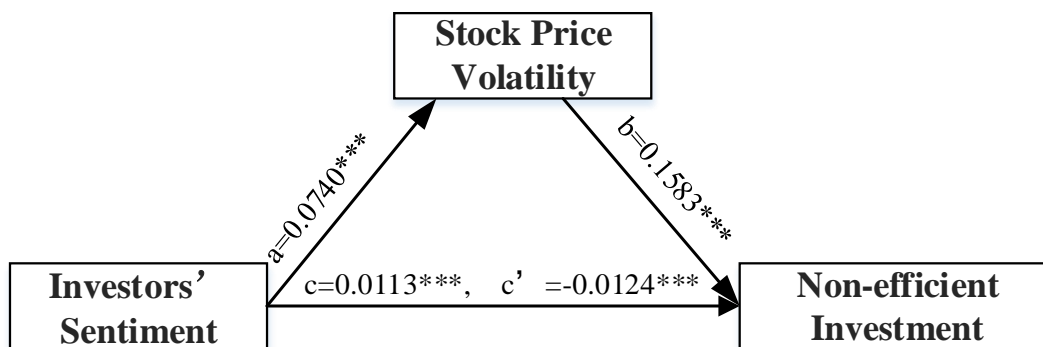 Stock Price
Volatility
a=0.0740***
b=0.1583***
Investors’
Sentiment
c=0.0113***, c’ =-0.0124***
Non-efficient
Investment